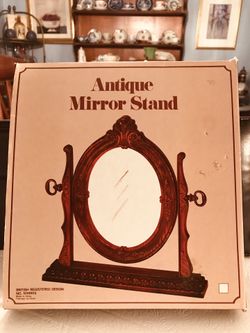 Antique
Mirror Stand
BRITISH REGISTERED DESIGN